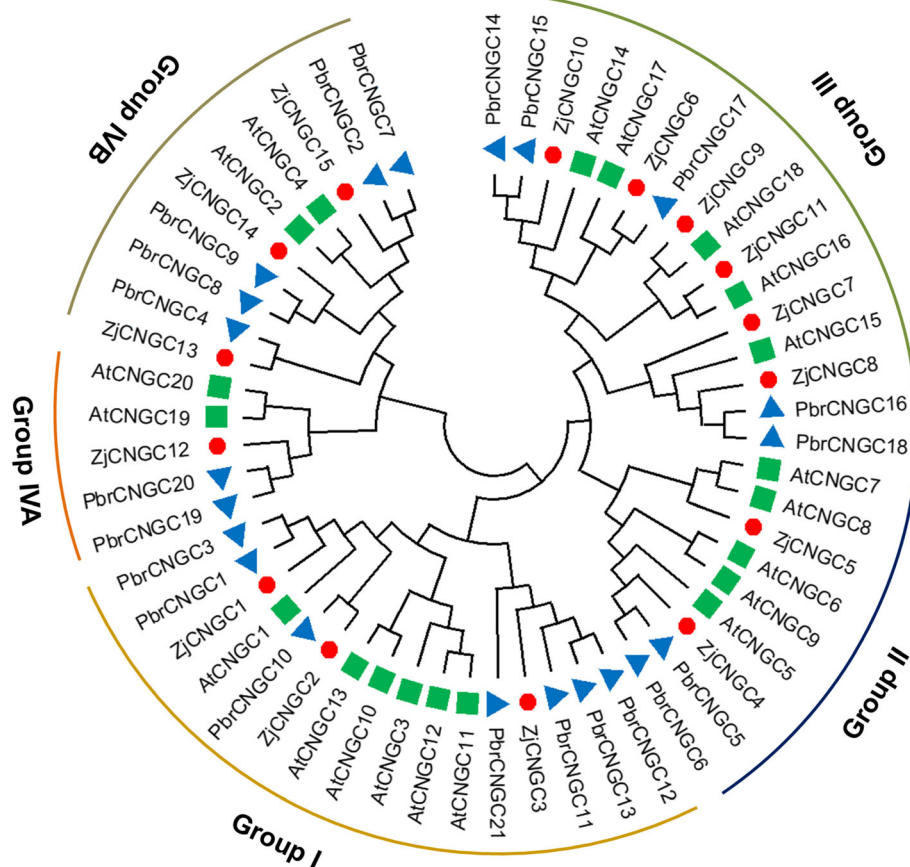 PbrCNGC14
PbrCNGC15
ZjCNGC10
AtCNGC14
AtCNGC17
ZjCNGC6
PbrCNGC17
ZjCNGC9
AtCNGC18
ZjCNGC11
AtCNGC16
ZjCNGC7
AtCNGC15
ZjCNGC8
PbrCNGC16
PbrCNGC18
AtCNGC7
AtCNGC8
ZjCNGC5
AtCNGC6
AtCNGC9
AtCNGC5
ZjCNGC4
PbrCNGC5
PbrCNGC6
PbrCNGC12
PbrCNGC13
PbrCNGC11
ZjCNGC3
PbrCNGC21
AtCNGC11
AtCNGC12
AtCNGC3
AtCNGC10
AtCNGC13
ZjCNGC2
PbrCNGC10
AtCNGC1
ZjCNGC1
PbrCNGC1
PbrCNGC3
PbrCNGC19
PbrCNGC20
ZjCNGC12
AtCNGC19
AtCNGC20
ZjCNGC13
PbrCNGC4
PbrCNGC8
PbrCNGC9
ZjCNGC14
AtCNGC2
AtCNGC4
ZjCNGC15
PbrCNGC2
PbrCNGC7
Group III
Group II
Group I
Group IVA
Group IVB